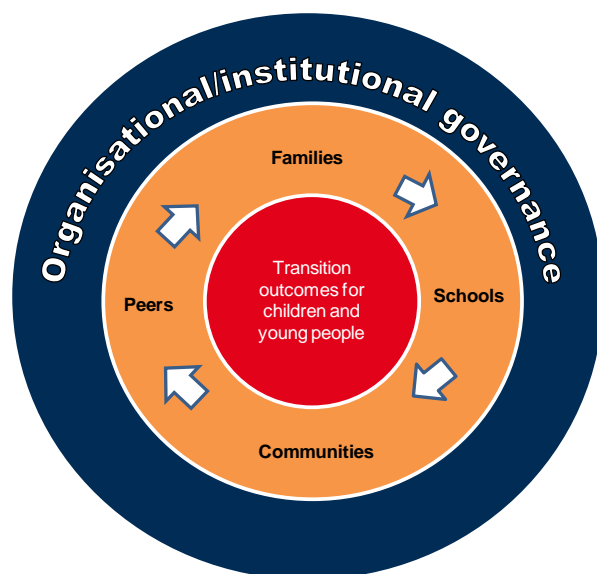 Organisational/institutional governance
Families
Peers
Transition
outcomes for
children and
young people
Schools
Communities